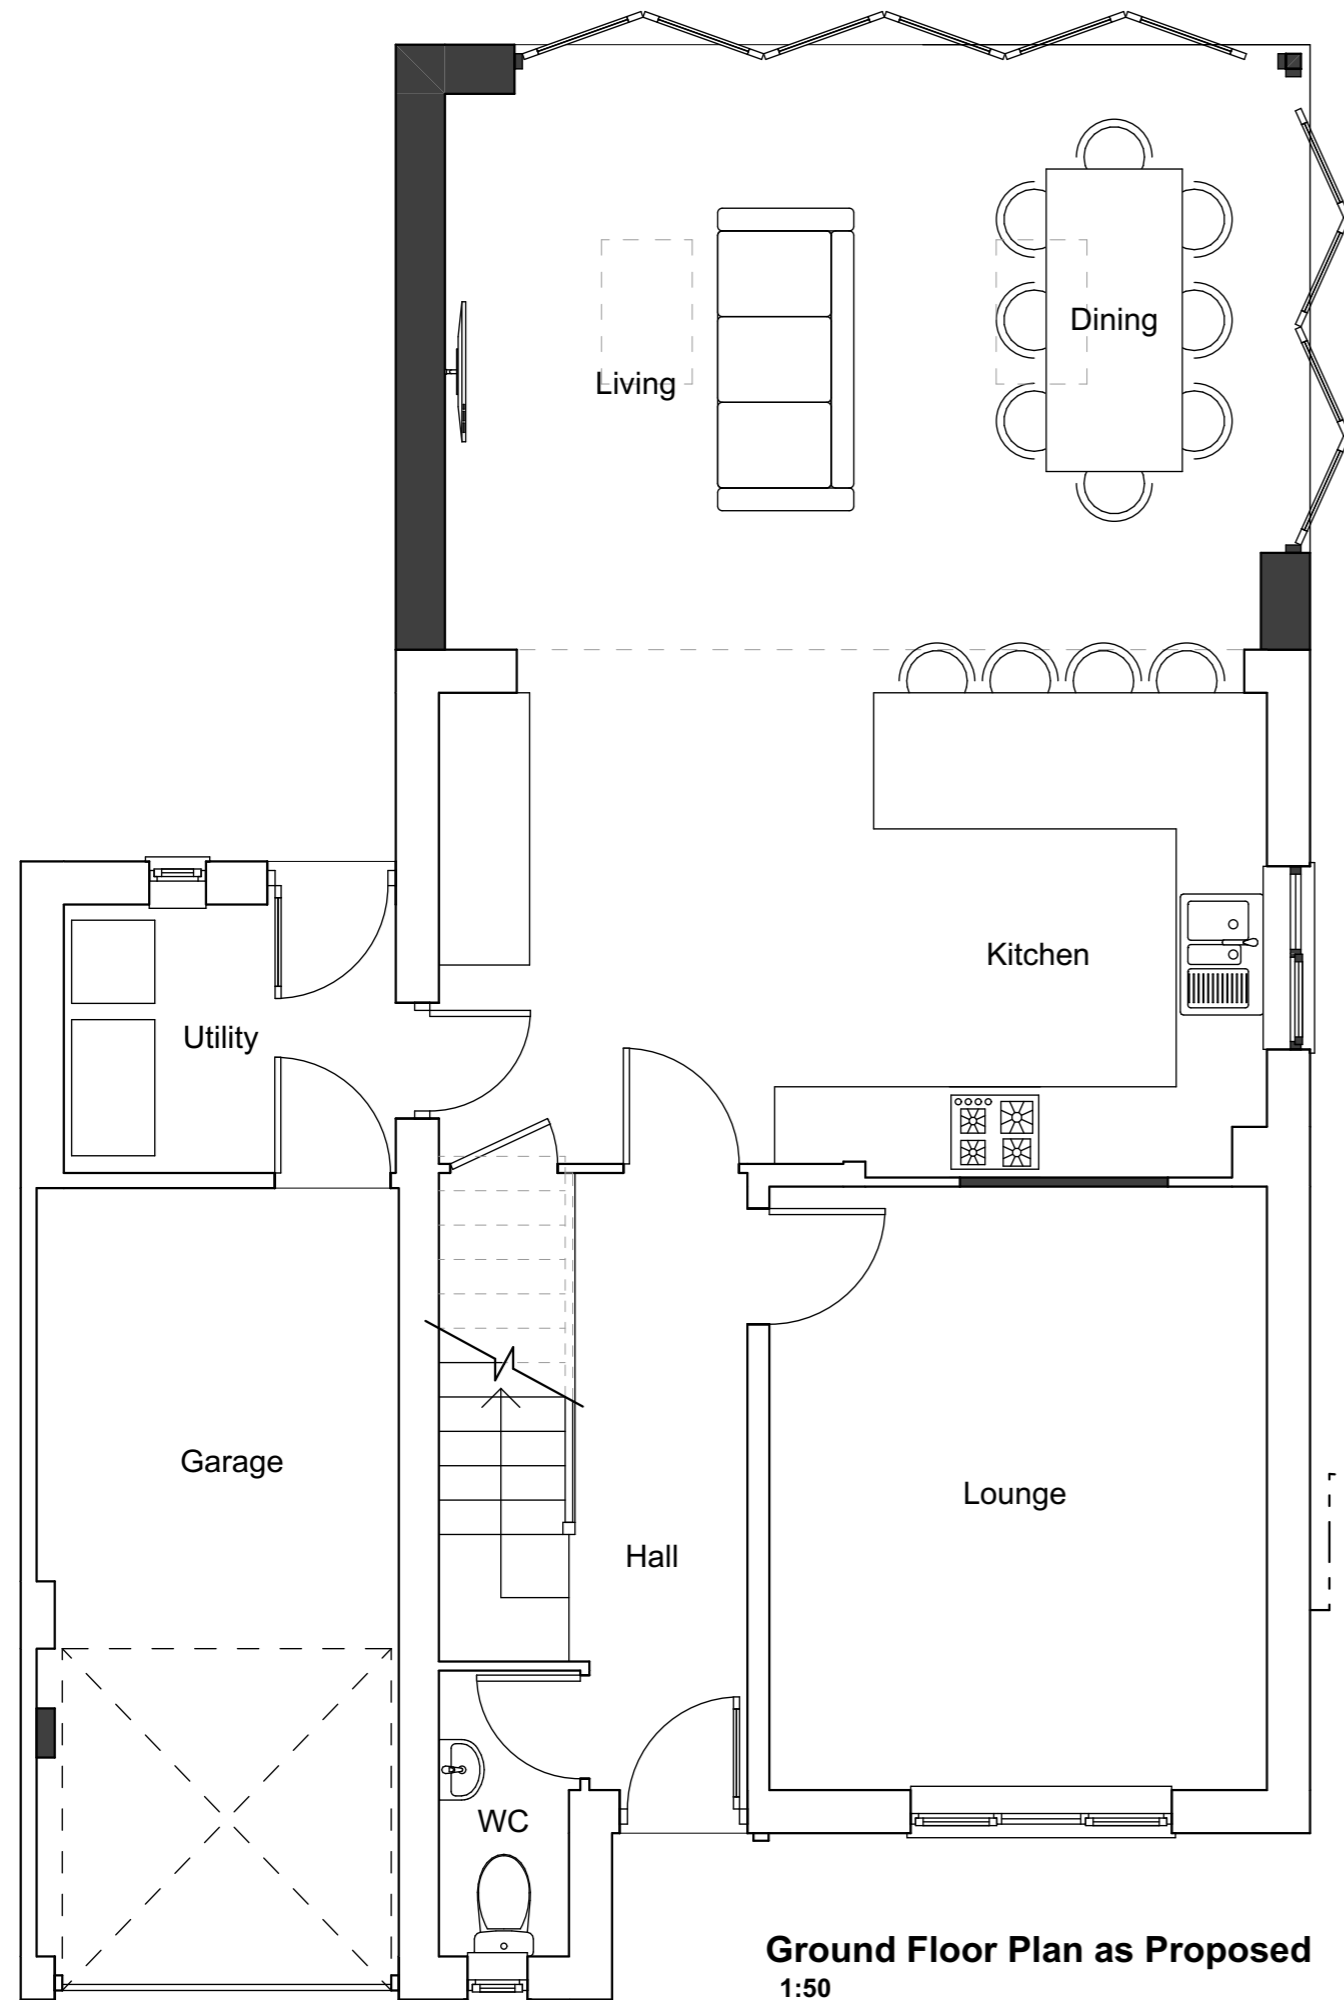 Dining
Living
Kitchen
Utility
Garage
Lounge
Hall
WC
Ground Floor Plan as Proposed
1:50